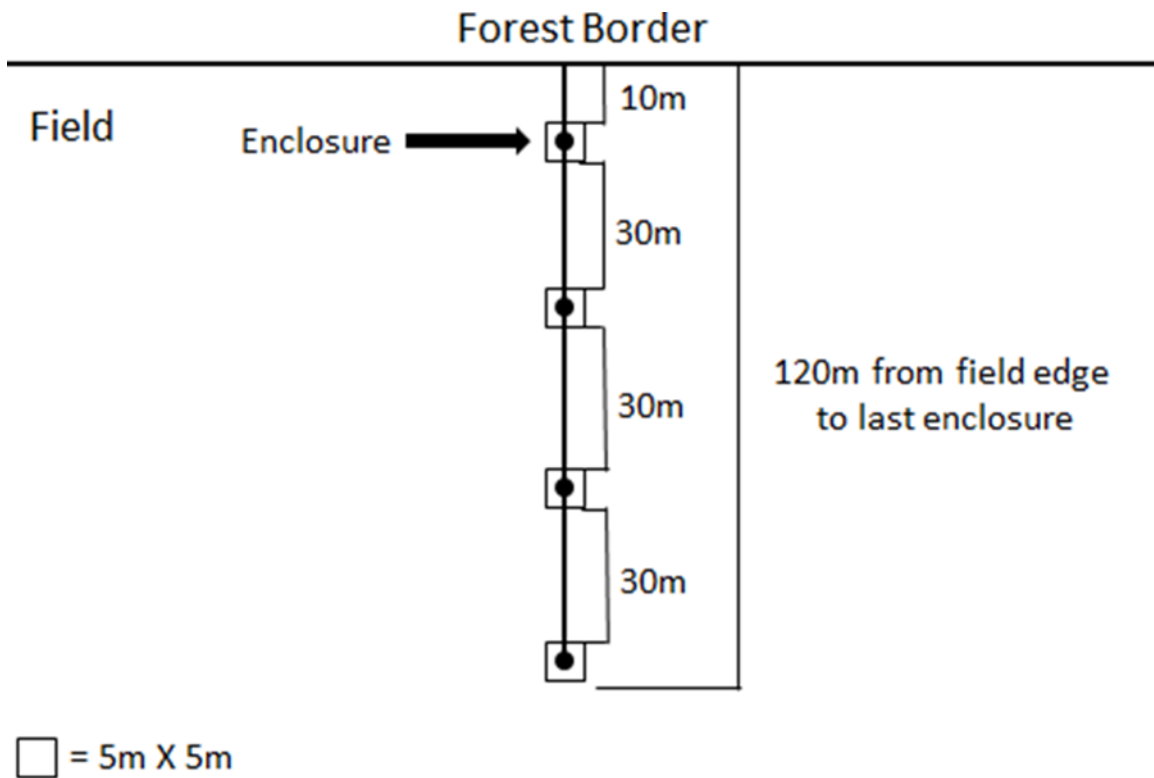 Forest Border
Field
10m
Enclosure
30m
30m
120m from field edge
to last enclosure
30m
= 5m X 5m